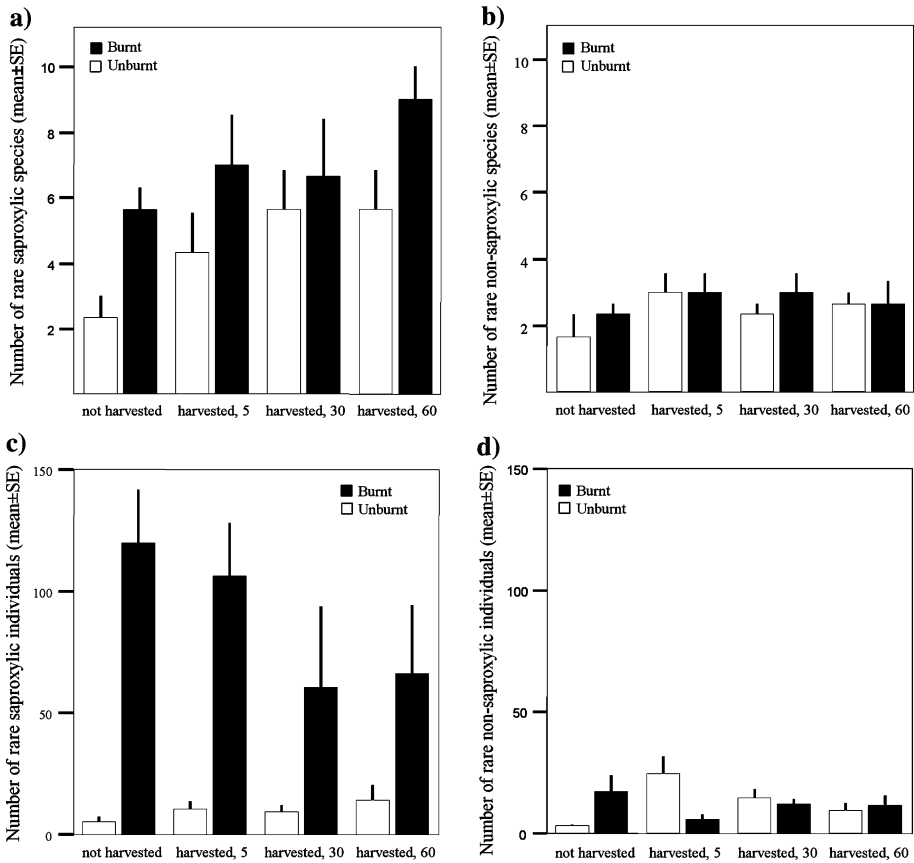 a)
Number of rare saproxylic species (mean±SE)
Burnt
Unburnt
10
8
6
4
2
not harvested harvested, 5 harvested, 30 harvested, 60
b)
Number of rare non-saproxylic species (mean±SE)
Burnt
Unburnt
10
8
6
4
2
not harvested harvested, 5 harvested, 30 harvested, 60
c)
Number of rare saproxylic individuals (mean±SE)
Burnt
Unburnt
150
100
50
0
not harvested harvested, 5 harvested, 30 harvested, 60
d)
Number of rare non-saproxylic individuals (mean±SE)
Burnt
Unburnt
150
100
50
0
not harvested harvested, 5 harvested, 30 harvested, 60